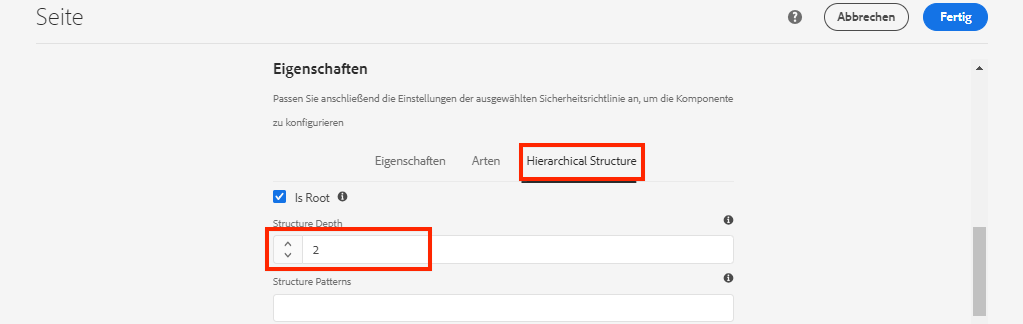 Seite
Abbrechen
Fertig
Eigenschaften
Passen Sie anschließend die Einstellungen der ausgewählten Sicherheitsrichtlinie an, um die Komponente
zu konfigurieren
Eigenschaften
Arten
Hierarchical Structure
Is Root
Structure Depth
2
Structure Patterns